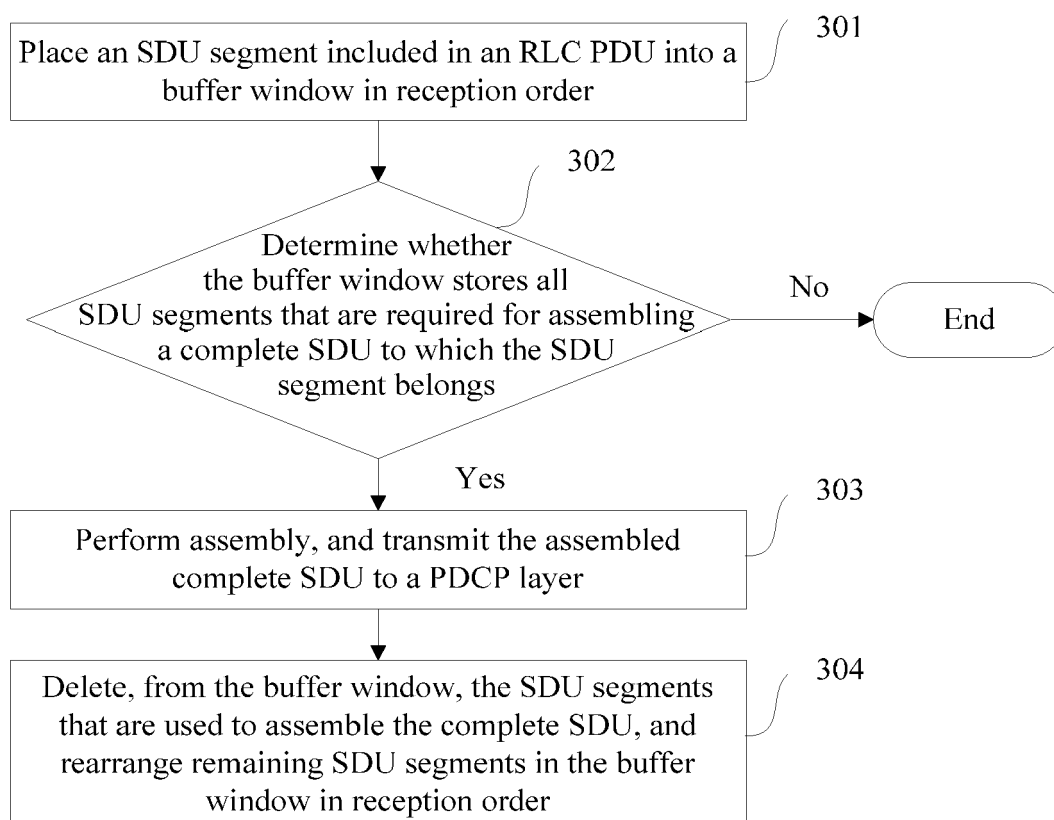 301
Place an SDU segment included in an RLC PDU into a
buffer window in reception order
302
Determine whether
the buffer window stores all
SDU segments that are required for assembling
a complete SDU to which the SDU
segment belongs
No
End
Yes
303
Perform assembly, and transmit the assembled
complete SDU to a PDCP layer
304
Delete, from the buffer window, the SDU segments
that are used to assemble the complete SDU, and
rearrange remaining SDU segments in the buffer
window in reception order